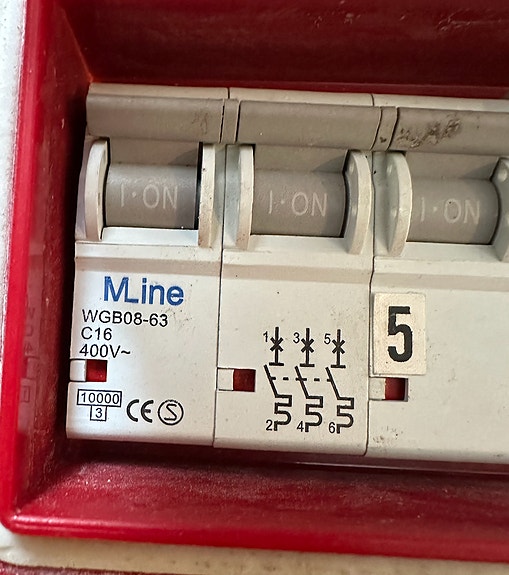 I·ON I·ON I·ON
MLine
WGB08-63
C16
400V~
10000
3
CE S
1 3 5
2 4 6
5